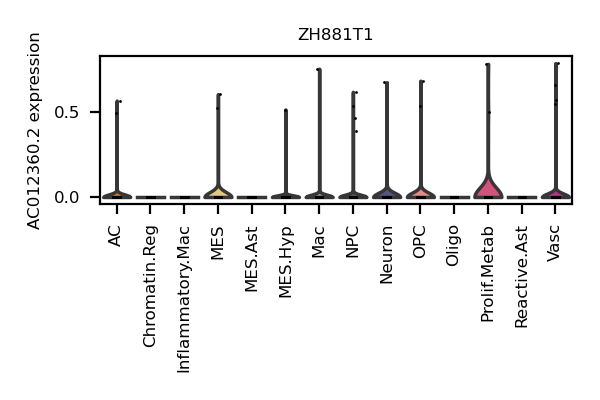 ZH881T1
AC012360.2 expression
0.5
0.0
AC
Chromatin.Reg
Inflammatory.Mac
MES
MES.Ast
MES.Hyp
Mac
NPC
Neuron
OPC
Oligo
Prolif.Metab
Reactive.Ast
Vasc